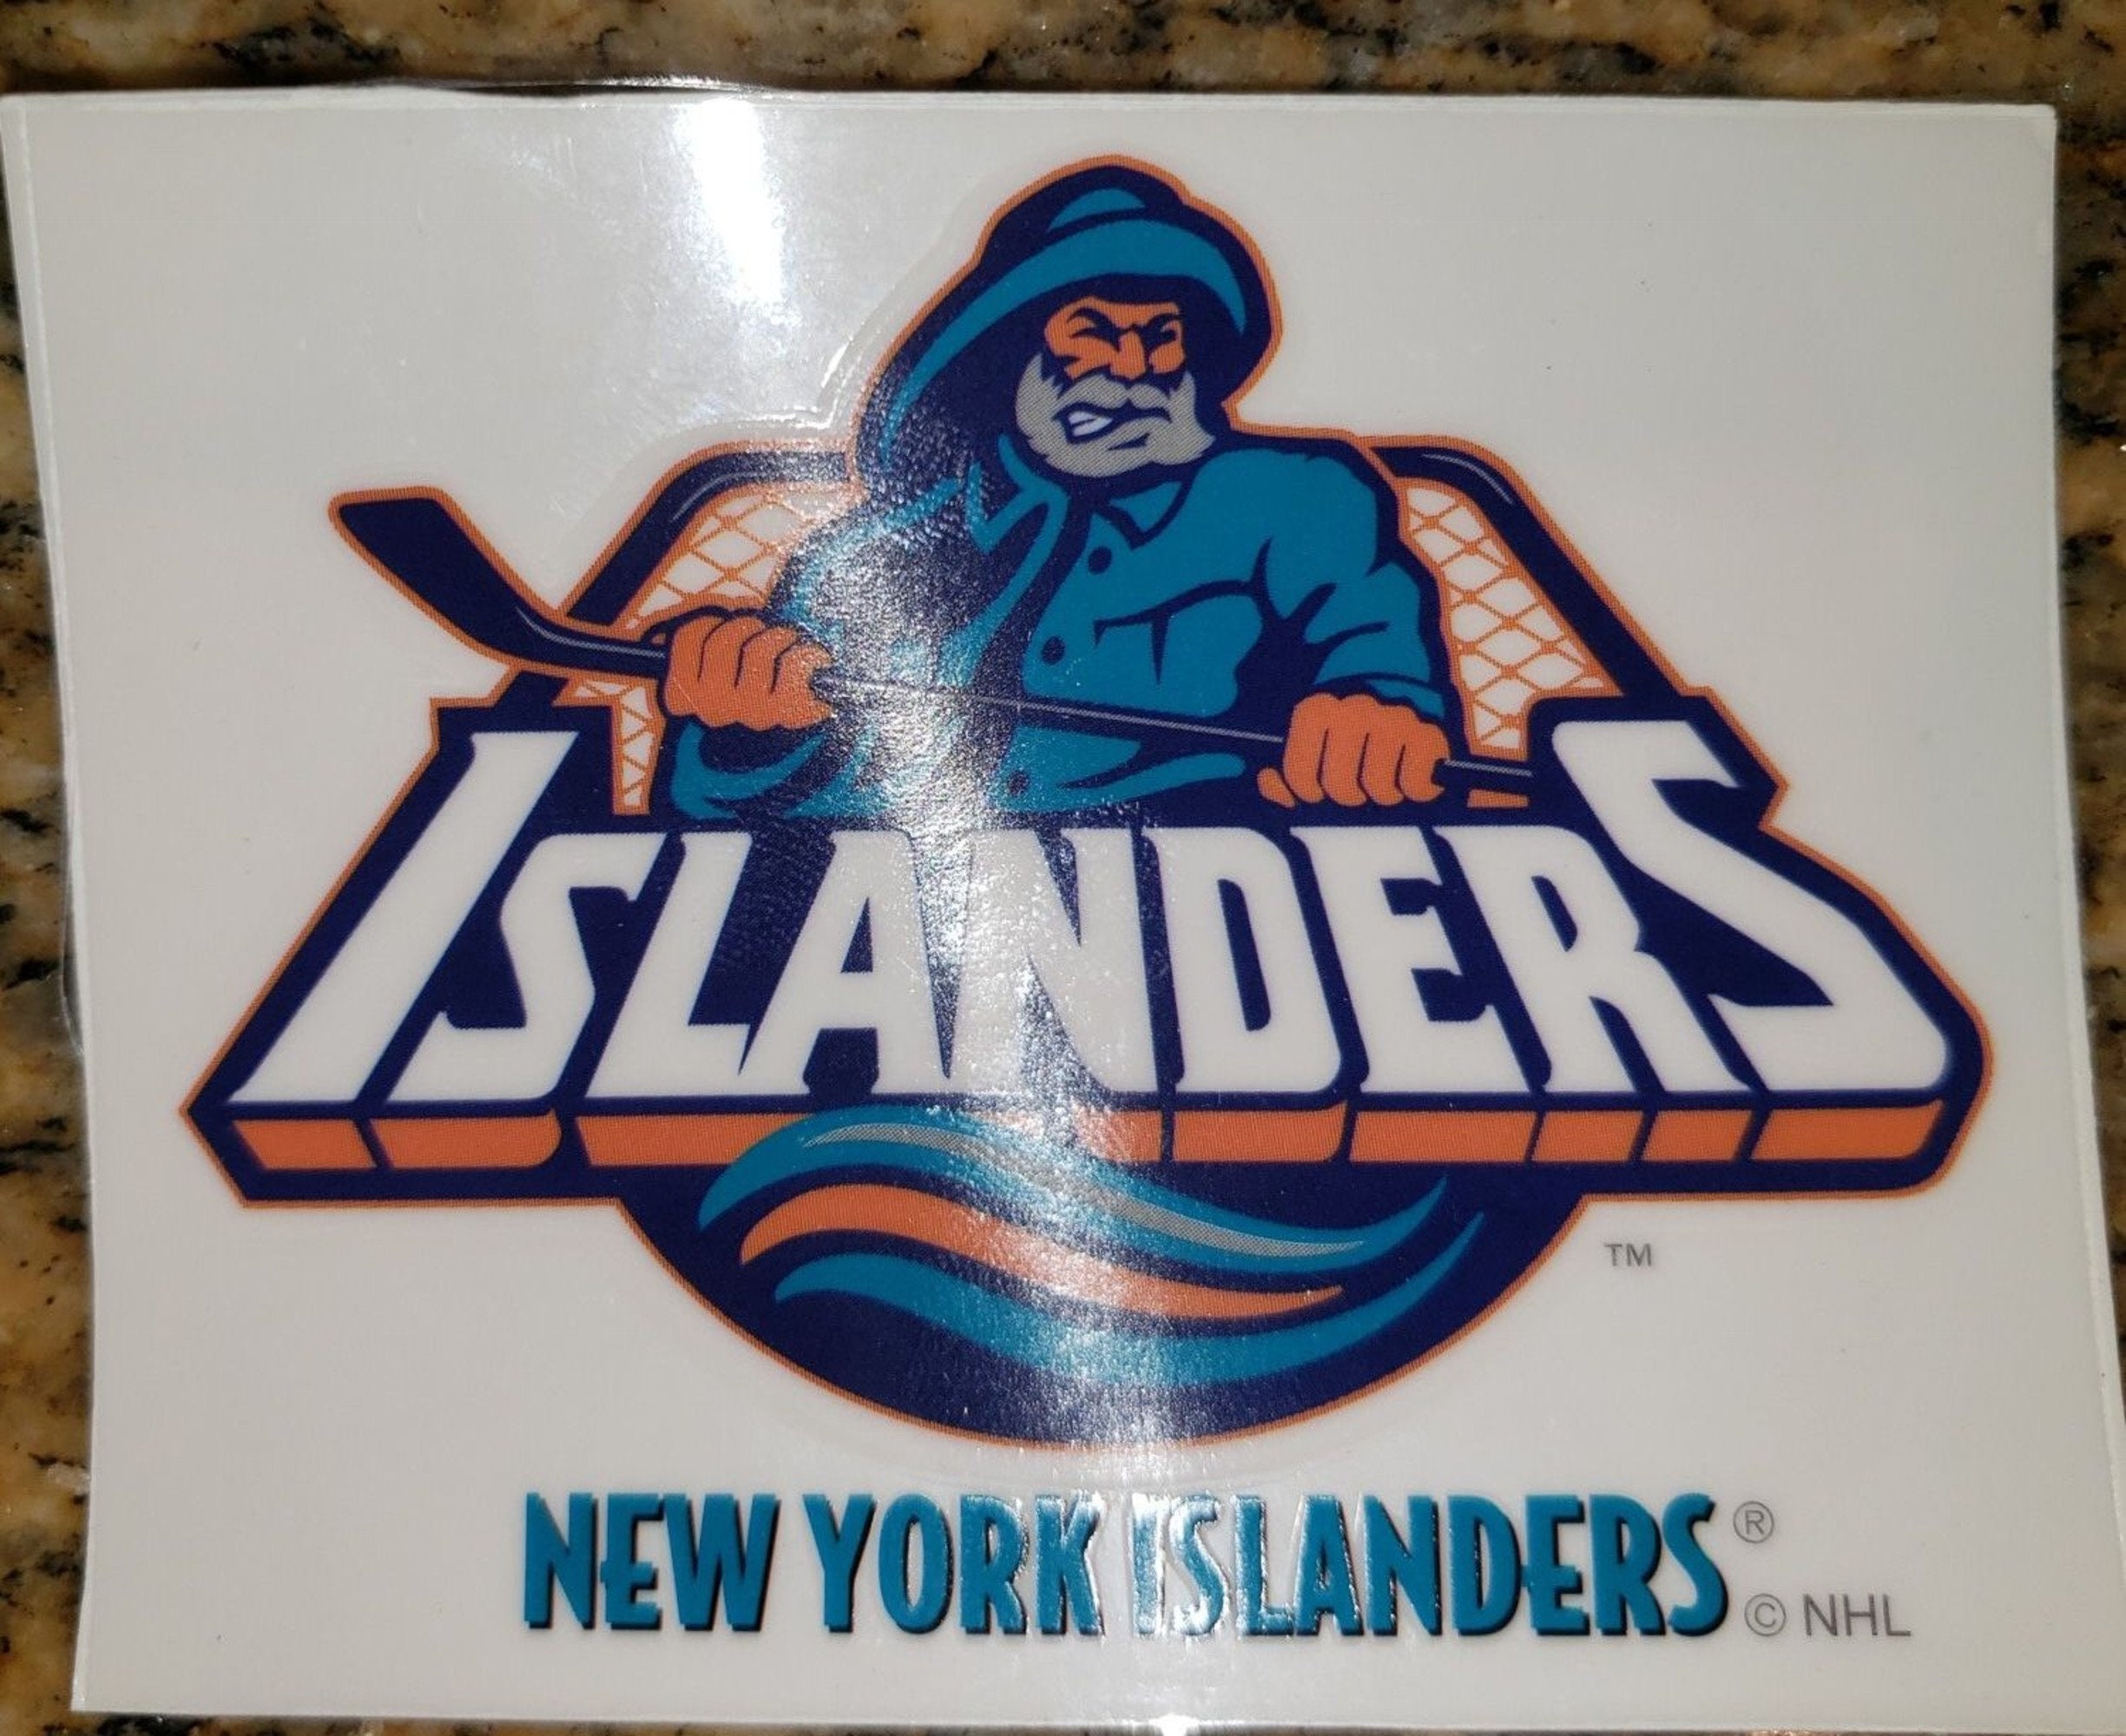 ISLANDERS
TM
NEW YORK ISLANDERS ®
© NHL